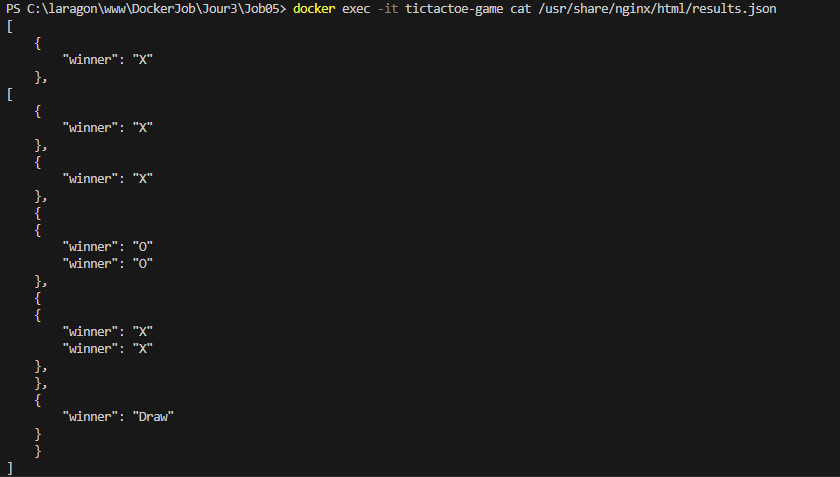 PS C:\laragon\www\DockerJob\Jour3\Job05> docker exec -it tictactoe-game cat /usr/share/nginx/html/results.json
[
    {
        "winner": "X"
    },
[
    {
        "winner": "X"
    },
    {
        "winner": "X"
    },
    {
    {
        "winner": "O"
        "winner": "O"
    },
    {
    {
        "winner": "X"
        "winner": "X"
    },
    },
    {
        "winner": "Draw"
    }
    }
]